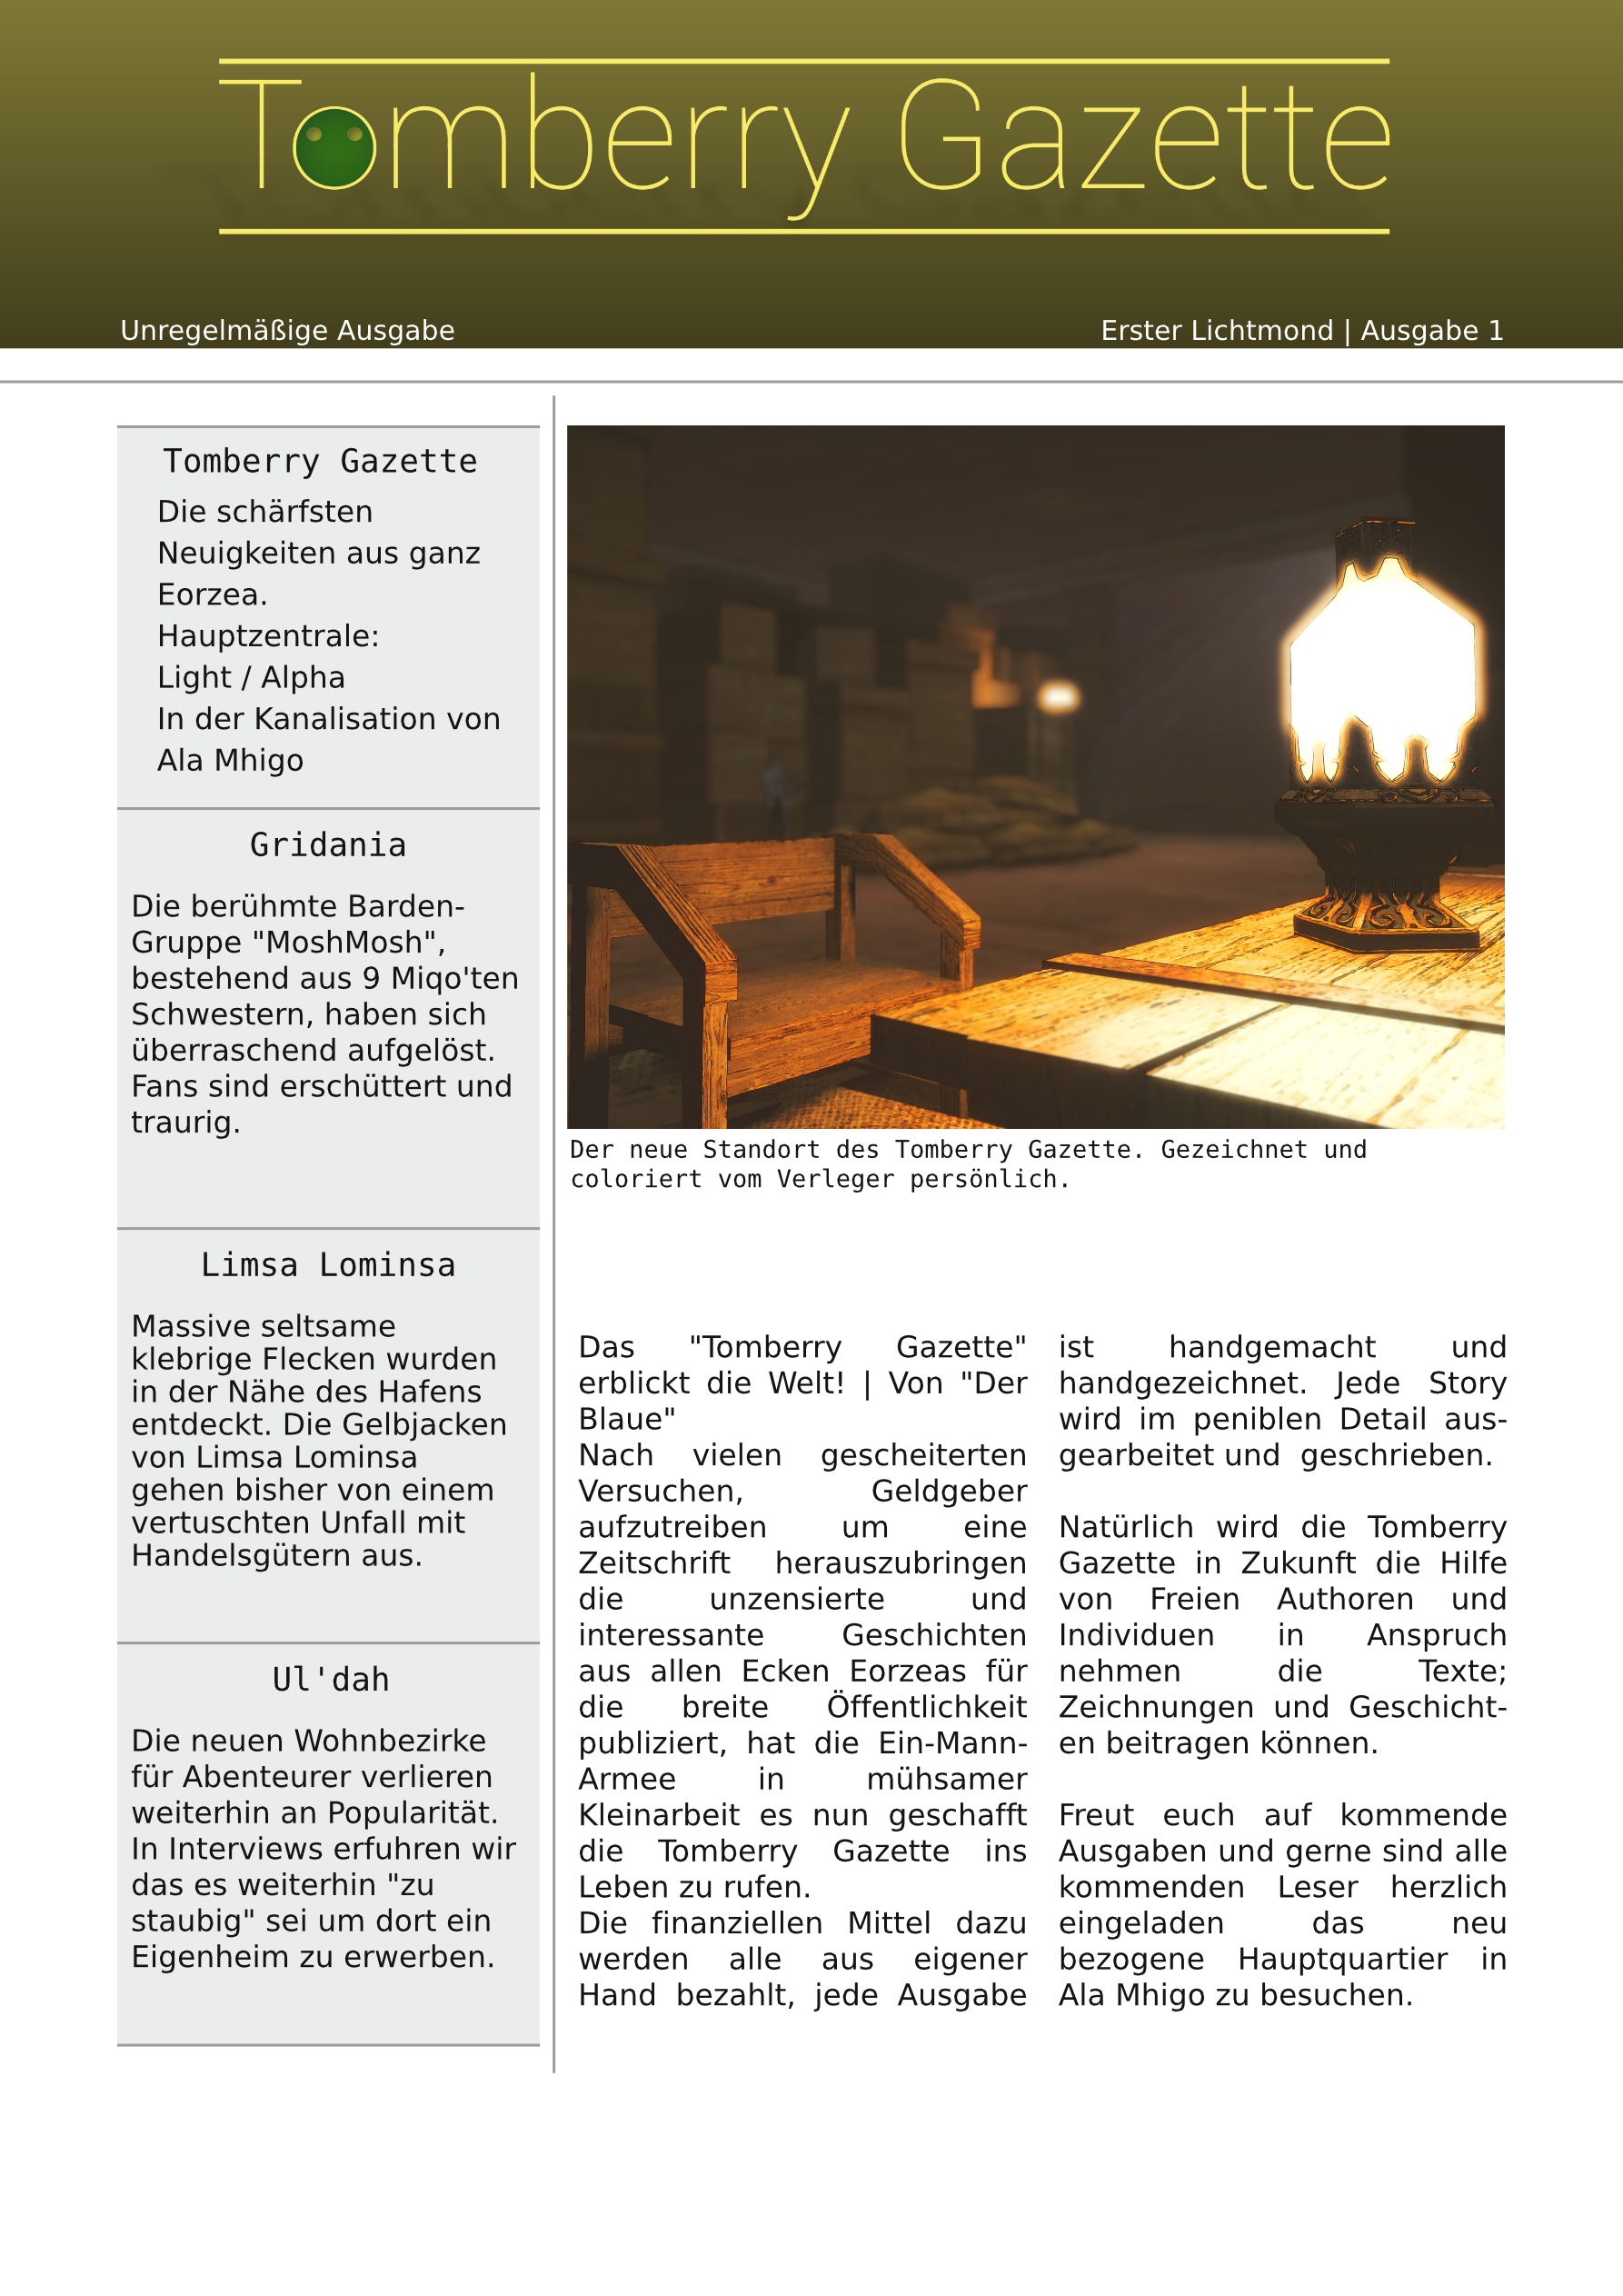 Tomberry Gazette
Unregelmäßige Ausgabe
Erster Lichtmond | Ausgabe 1
Tomberry Gazette
Die schärfsten
Neuigkeiten aus ganz
Eorzea.
Hauptzentrale:
Light / Alpha
In der Kanalisation von
Ala Mhigo
Gridania
Die berühmte Barden-
Gruppe "MoshMosh",
bestehend aus 9 Miqo'ten
Schwestern, haben sich
überraschend aufgelöst.
Fans sind erschüttert und
traurig.
Limsa Lominsa
Massive seltsame
klebrige Flecken wurden
in der Nähe des Hafens
entdeckt. Die Gelbjacken
von Limsa Lominsa
gehen bisher von einem
vertuschten Unfall mit
Handelsgütern aus.
Ul'dah
Die neuen Wohnbezirke
für Abenteurer verlieren
weiterhin an Popularität.
In Interviews erfuhren wir
das es weiterhin "zu
staubig" sei um dort ein
Eigenheim zu erwerben.
Der neue Standort des Tomberry Gazette. Gezeichnet und
coloriert vom Verleger persönlich.
Das "Tomberry Gazette"
erblickt die Welt! | Von "Der
Blaue"
Nach vielen gescheiterten
Versuchen, Geldgeber
aufzutreiben um eine
Zeitschrift herauszubringen
die unzensierte und
interessante Geschichten
aus allen Ecken Eorzeas für
die breite Öffentlichkeit
publiziert, hat die Ein-Mann-
Armee in mühsamer
Kleinarbeit es nun geschafft
die Tomberry Gazette ins
Leben zu rufen.
Die finanziellen Mittel dazu
werden alle aus eigener
Hand bezahlt, jede Ausgabe
ist handgemacht und
handgezeichnet. Jede Story
wird im peniblen Detail aus-
gearbeitet und geschrieben.
Natürlich wird die Tomberry
Gazette in Zukunft die Hilfe
von Freien Authoren und
Individuen in Anspruch
nehmen die Texte;
Zeichnungen und Geschicht-
en beitragen können.
Freut euch auf kommende
Ausgaben und gerne sind alle
kommenden Leser herzlich
eingeladen das neu
bezogene Hauptquartier in
Ala Mhigo zu besuchen.